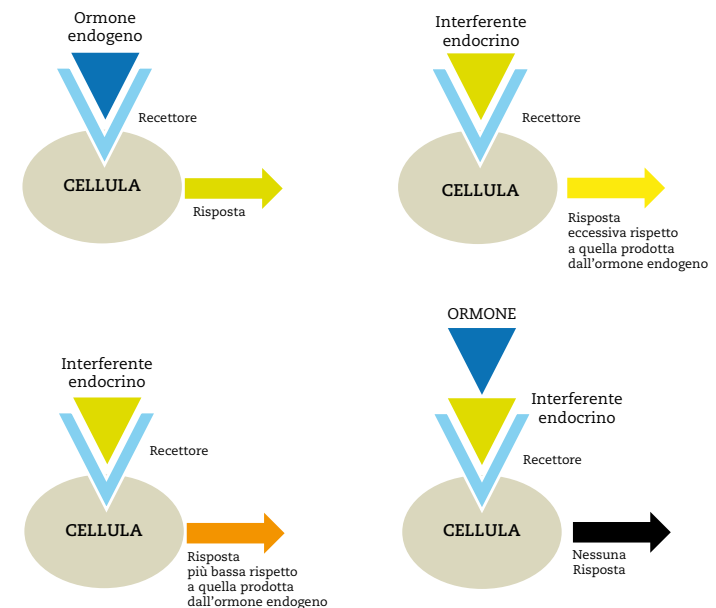 Ormone
endogeno
Recettore
CELLULA
Risposta
Interferente
endocrino
Recettore
CELLULA
Risposta
eccessiva rispetto
a quella prodotta
dall'ormone endogeno
Interferente
endocrino
Recettore
CELLULA
Risposta
più bassa rispetto
a quella prodotta
dall'ormone endogeno
ORMONE
Interferente
endocrino
Recettore
CELLULA
Nessuna
Risposta